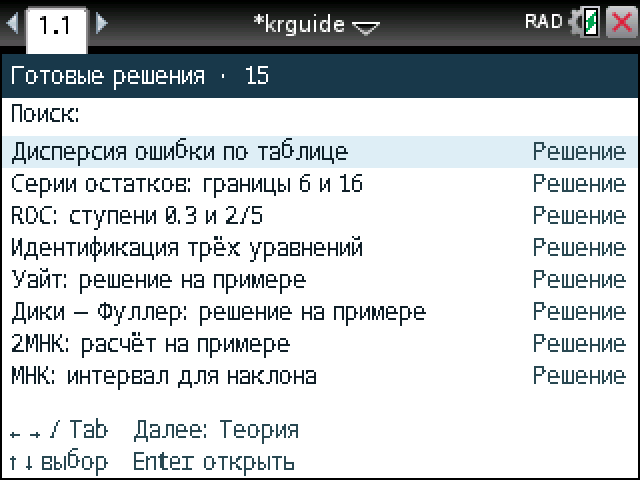 1.1 *krguide RAD
Готовые решения · 15
Поиск:
Дисперсия ошибки по таблице Решение
Серии остатков: границы 6 и 16 Решение
ROC: ступени 0.3 и 2/5 Решение
Идентификация трёх уравнений Решение
Уайт: решение на примере Решение
Дики – Фуллер: решение на примере Решение
2МНК: расчёт на примере Решение
МНК: интервал для наклона Решение
← → / Tab Далее: Теория
↑ ↓ выбор Enter открыть